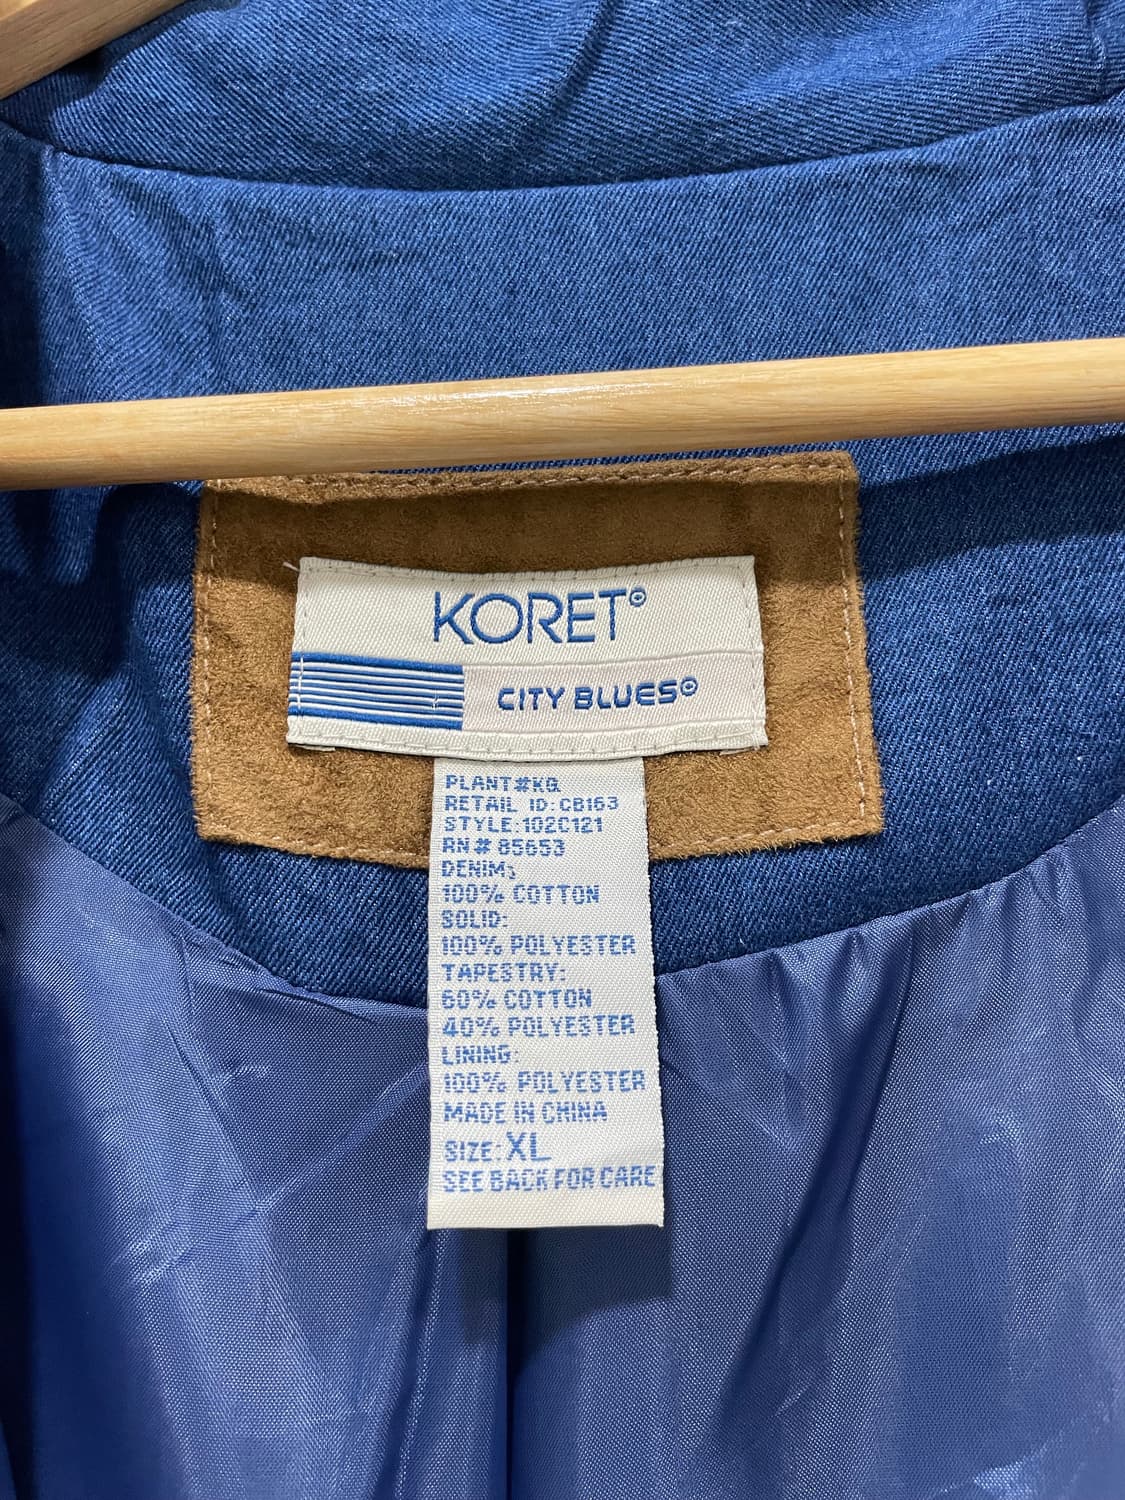 KORET®
CITY BLUES®
PLANT#KQ
RETAIL ID:CB163
STYLE:102C121
RN# 85653
DENIM;
100% COTTON
SOLID:
100% POLYESTER
TAPESTRY:
60% COTTON
40% POLYESTER
LINING:
100% POLYESTER
MADE IN CHINA
SIZE:XL
SEE BACK FOR CARE